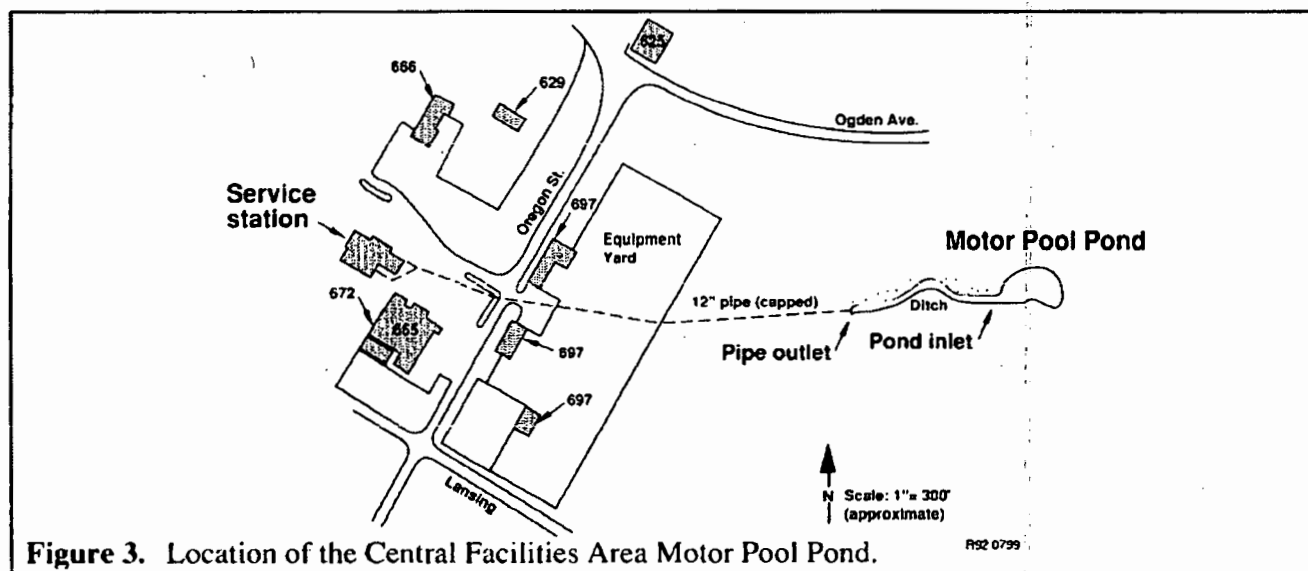 625
666
629
Ogden Ave.
Service
station
Oregon St.
697
Equipment
Yard
Motor Pool Pond
672
665
12" pipe (capped)
Ditch
Pipe outlet
Pond inlet
697
697
Lansing
N
Scale: 1"= 300'
(approximate)
R92 0799
Figure 3. Location of the Central Facilities Area Motor Pool Pond.